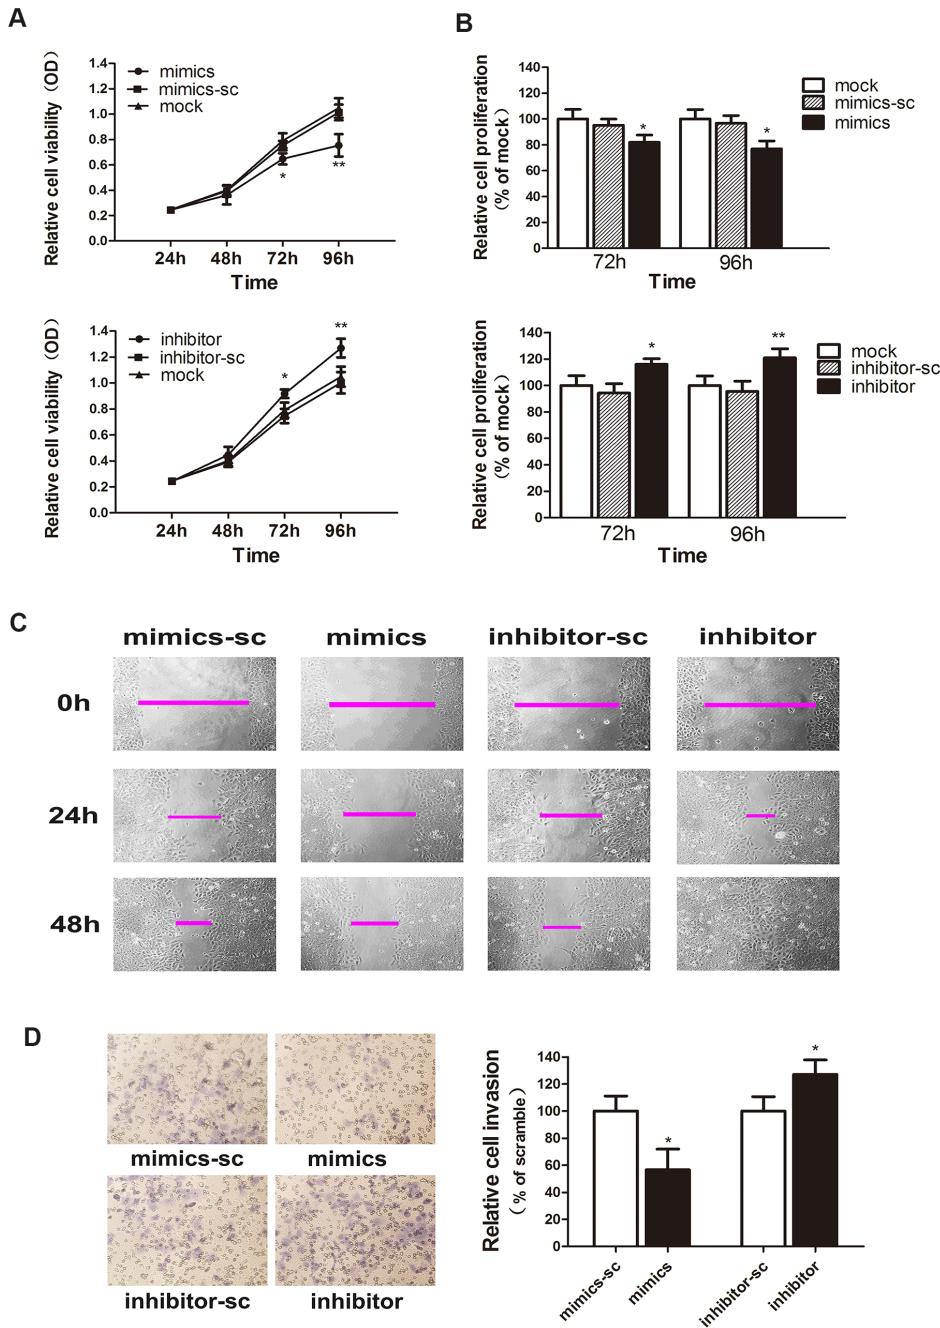 A
Relative cell viability (OD)
1.4
1.2
1.0
0.8
0.6
0.4
0.2
0.0
mimics
mimics-sc
mock
*
**
24h 48h 72h 96h
Time
B
Relative cell proliferation
(% of mock)
140
120
100
80
60
40
20
0
*
*
mock
mimics-sc
mimics
72h 96h
Time
Relative cell viability (OD)
1.4
1.2
1.0
0.8
0.6
0.4
0.2
0.0
inhibitor
inhibitor-sc
mock
*
**
24h 48h 72h 96h
Time
Relative cell proliferation
(% of mock)
140
120
100
80
60
40
20
0
*
**
mock
inhibitor-sc
inhibitor
72h 96h
Time
C
mimics-sc mimics inhibitor-sc inhibitor
0h
24h
48h
D
mimics-sc mimics
inhibitor-sc inhibitor
Relative cell invasion
( % of scramble)
140
120
100
80
60
40
20
0
*
*
mimics-sc mimics inhibitor-sc inhibitor